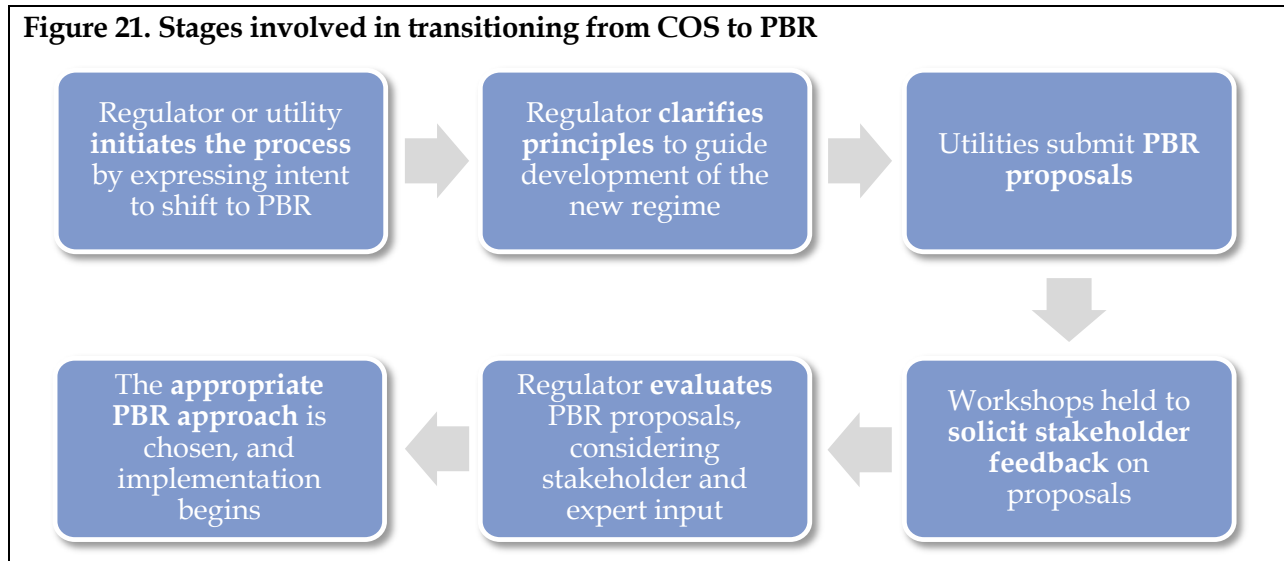 Figure 21. Stages involved in transitioning from COS to PBR
Regulator or utility
initiates the process
by expressing intent
to shift to PBR
Regulator clarifies
principles to guide
development of the
new regime
Utilities submit PBR
proposals
Workshops held to
solicit stakeholder
feedback on
proposals
Regulator evaluates
PBR proposals,
considering
stakeholder and
expert input
The appropriate
PBR approach is
chosen, and
implementation
begins